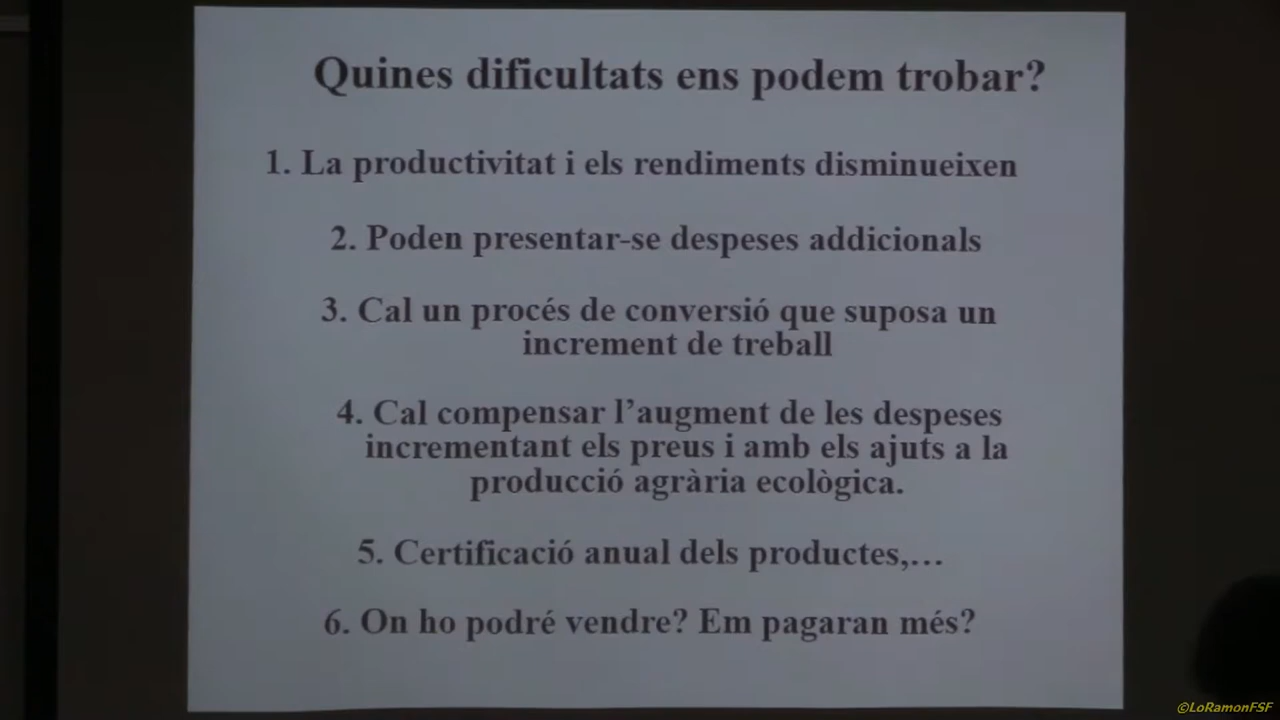 Quines dificultats ens podem trobar?
1. La productivitat i els rendiments disminueixen
2. Poden presentar-se despeses addicionals
3. Cal un procés de conversió que suposa un
increment de treball
4. Cal compensar l’augment de les despeses
incrementant els preus i amb els ajuts a la
producció agrària ecològica.
5. Certificació anual dels productes,…
6. On ho podré vendre? Em pagaran més?
©LoRamonFSF